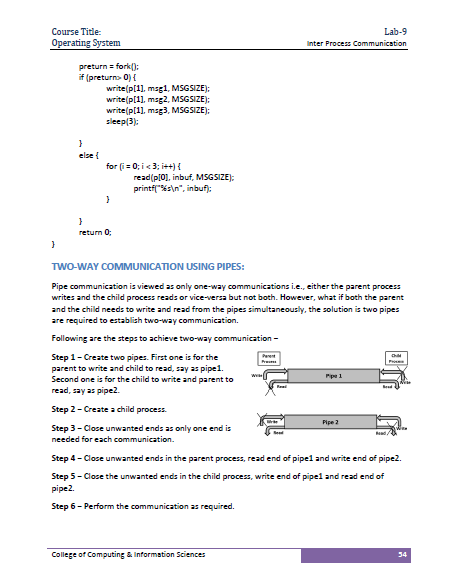 Course Title:
Lab-9
Operating System
Inter Process Communication
preturn = fork();
if (preturn> 0) {
write(p[1], msg1, MSGSIZE);
write(p[1], msg2, MSGSIZE);
write(p[1], msg3, MSGSIZE);
sleep(3);
}
else {
for (i = 0; i < 3; i++) {
read(p[0], inbuf, MSGSIZE);
printf("%s\n", inbuf);
}
}
return 0;
}
TWO-WAY COMMUNICATION USING PIPES:
Pipe communication is viewed as only one-way communications i.e., either the parent process
writes and the child process reads or vice-versa but not both. However, what if both the parent
and the child needs to write and read from the pipes simultaneously, the solution is two pipes
are required to establish two-way communication.
Following are the steps to achieve two-way communication –
Step 1 – Create two pipes. First one is for the
parent to write and child to read, say as pipe1.
Second one is for the child to write and parent to
read, say as pipe2.
Step 2 – Create a child process.
Step 3 – Close unwanted ends as only one end is
needed for each communication.
Parent
Process
Child
Process
Write
Pipe 1
Write
Read
Read
Write
Pipe 2
Write
Read
Read
Step 4 – Close unwanted ends in the parent process, read end of pipe1 and write end of pipe2.
Step 5 – Close the unwanted ends in the child process, write end of pipe1 and read end of
pipe2.
Step 6 – Perform the communication as required.
College of Computing & Information Sciences
54